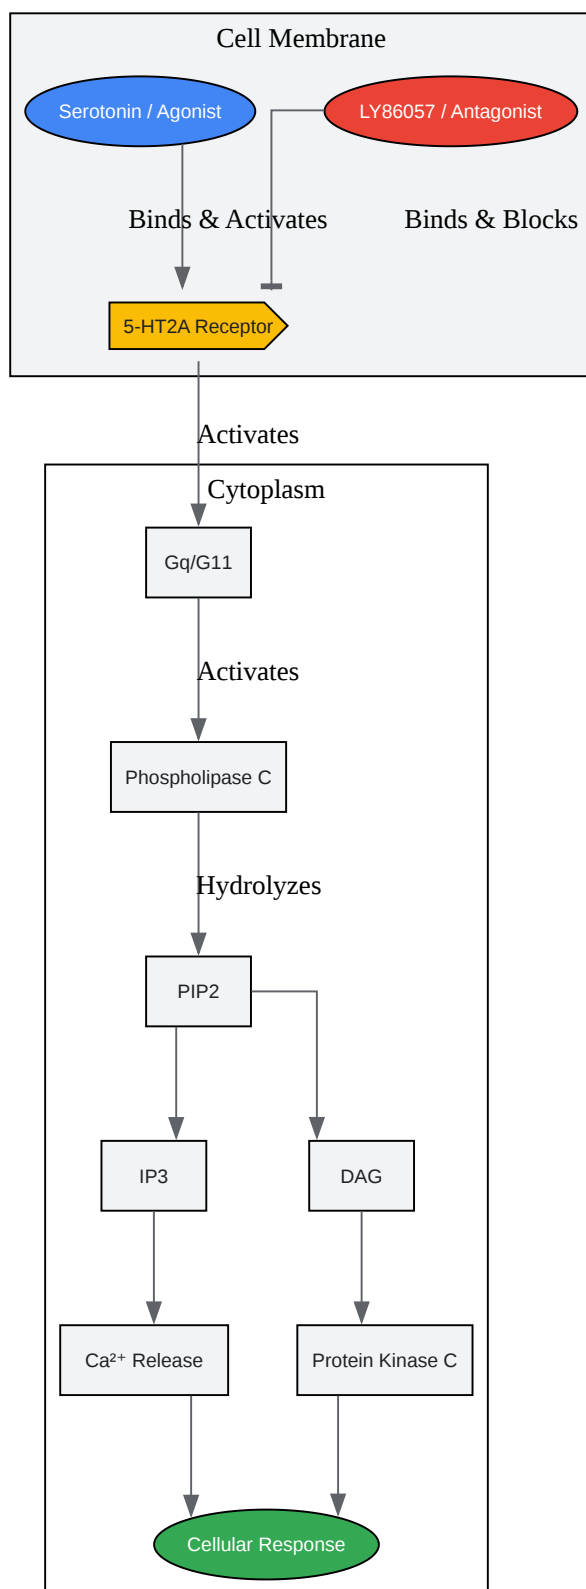 Cell Membrane
Serotonin / Agonist
LY86057 / Antagonist
Binds & Activates
Binds & Blocks
5-HT2A Receptor
Activates
Cytoplasm
Gq/G11
Activates
Phospholipase C
Hydrolyzes
PIP2
IP3
DAG
Ca²⁺ Release
Protein Kinase C
Cellular Response